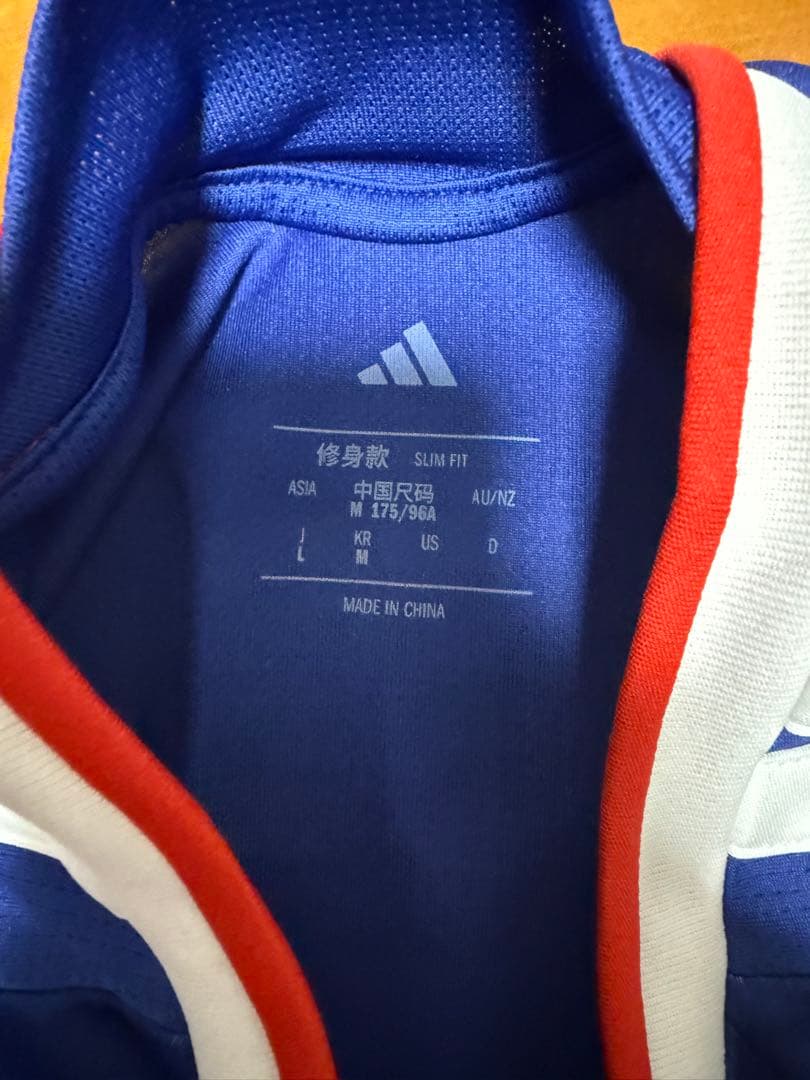 修身款 SLIM FIT
ASIA 中国尺码 AU/NZ
M 175/96A
J KR US D
L M
MADE IN CHINA